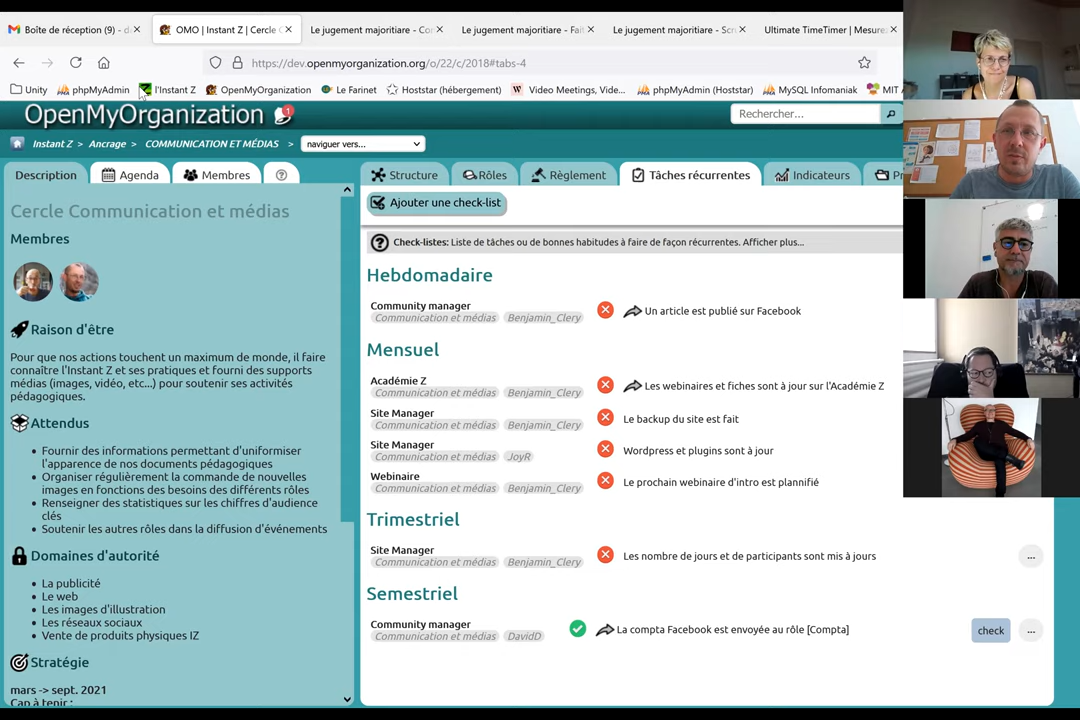 Boîte de réception (9) - d
OMO | Instant Z | Cercle
Le jugement majoritaire - Co
Le jugement majoritaire - Fai
Le jugement majoritaire - Scr
Ultimate TimeTimer | Mesure
https://dev.openmyorganization.org/o/22/c/2018#tabs-4
Unity
phpMyAdmin
l'Instant Z
OpenMyOrganization
Le Farinet
Hoststar (hébergement)
Video Meetings, Vide...
phpMyAdmin (Hoststar)
MySQL Infomaniak
MIT
OpenMyOrganization
1
Rechercher...
Instant Z > Ancrage > COMMUNICATION ET MÉDIAS >
naviguer vers...
Description
Agenda
Membres
Structure
Rôles
Règlement
Tâches récurrentes
Indicateurs
Cercle Communication et médias
Membres
Raison d'être
Pour que nos actions touchent un maximum de monde, il faire
connaître l'Instant Z et ses pratiques et fourni des supports
médias (images, vidéo, etc...) pour soutenir ses activités
pédagogiques.
Attendus
• Fournir des informations permettant d'uniformiser
l'apparence de nos documents pédagogiques
• Organiser régulièrement la commande de nouvelles
images en fonctions des besoins des différents rôles
• Renseigner des statistiques sur les chiffres d'audience
clés
• Soutenir les autres rôles dans la diffusion d'événements
Domaines d'autorité
• La publicité
• Le web
• Les images d'illustration
• Les réseaux sociaux
• Vente de produits physiques IZ
Stratégie
mars -> sept. 2021
Cap à tenir :
Ajouter une check-list
Check-listes: Liste de tâches ou de bonnes habitudes à faire de façon récurrentes. Afficher plus...
Hebdomadaire
Community manager
Communication et médias
Benjamin_Clery
Un article est publié sur Facebook
Mensuel
Académie Z
Communication et médias
Benjamin_Clery
Les webinaires et fiches sont à jour sur l'Académie Z
Site Manager
Communication et médias
Benjamin_Clery
Le backup du site est fait
Site Manager
Communication et médias
JoyR
Wordpress et plugins sont à jour
Webinaire
Communication et médias
Benjamin_Clery
Le prochain webinaire d'intro est plannifié
Trimestriel
Site Manager
Communication et médias
Benjamin_Clery
Les nombre de jours et de participants sont mis à jours
...
Semestriel
Community manager
Communication et médias
DavidD
La compta Facebook est envoyée au rôle [Compta]
check
...